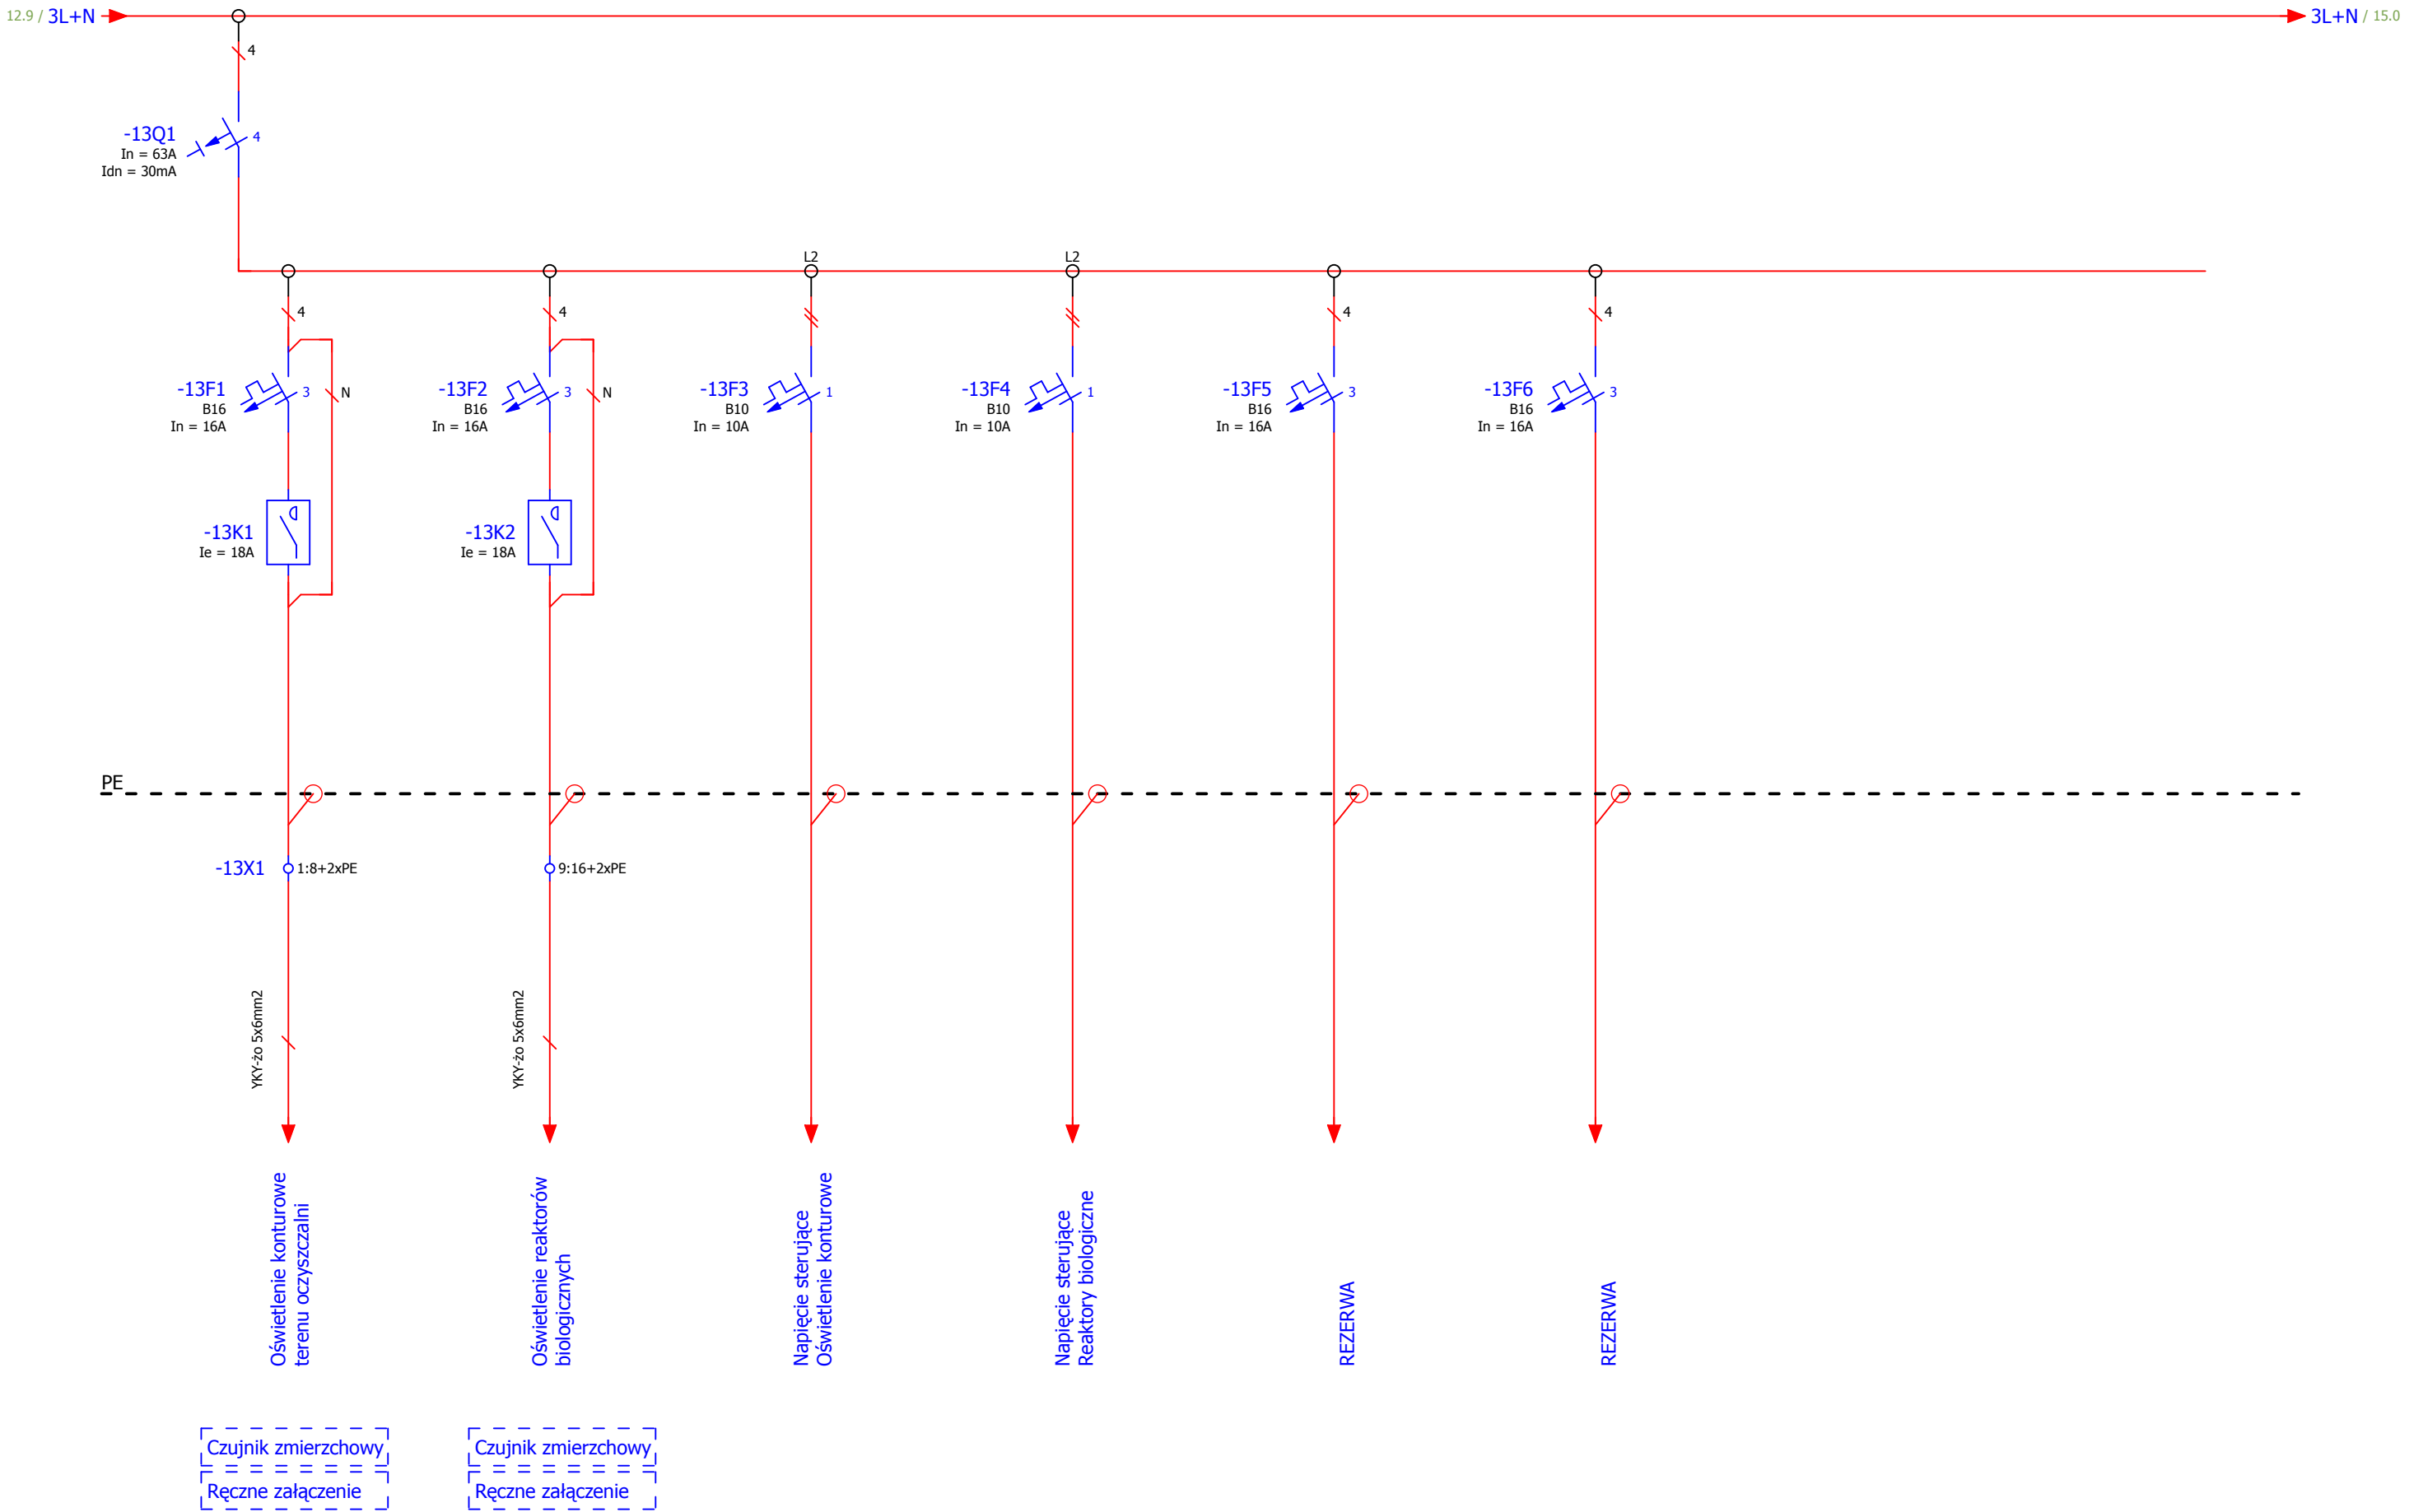 12.9 / 3L+N
3L+N / 15.0
4
-13Q1
In = 63A
Idn = 30mA
4
L2
L2
4
4
4
4
-13F1
B16
In = 16A
3
N
-13F2
B16
In = 16A
3
N
-13F3
B10
In = 10A
1
-13F4
B10
In = 10A
1
-13F5
B16
In = 16A
3
-13F6
B16
In = 16A
3
-13K1
Ie = 18A
-13K2
Ie = 18A
PE
-13X1
1:8+2xPE
9:16+2xPE
YKY-żo 5x6mm2
YKY-żo 5x6mm2
Oświetlenie konturowe
terenu oczyszczalni
Oświetlenie reaktorów
biologicznych
Napięcie sterujące
Oświetlenie konturowe
Napięcie sterujące
Reaktory biologiczne
REZERWA
REZERWA
Czujnik zmierzchowy
Ręczne załączenie
Czujnik zmierzchowy
Ręczne załączenie